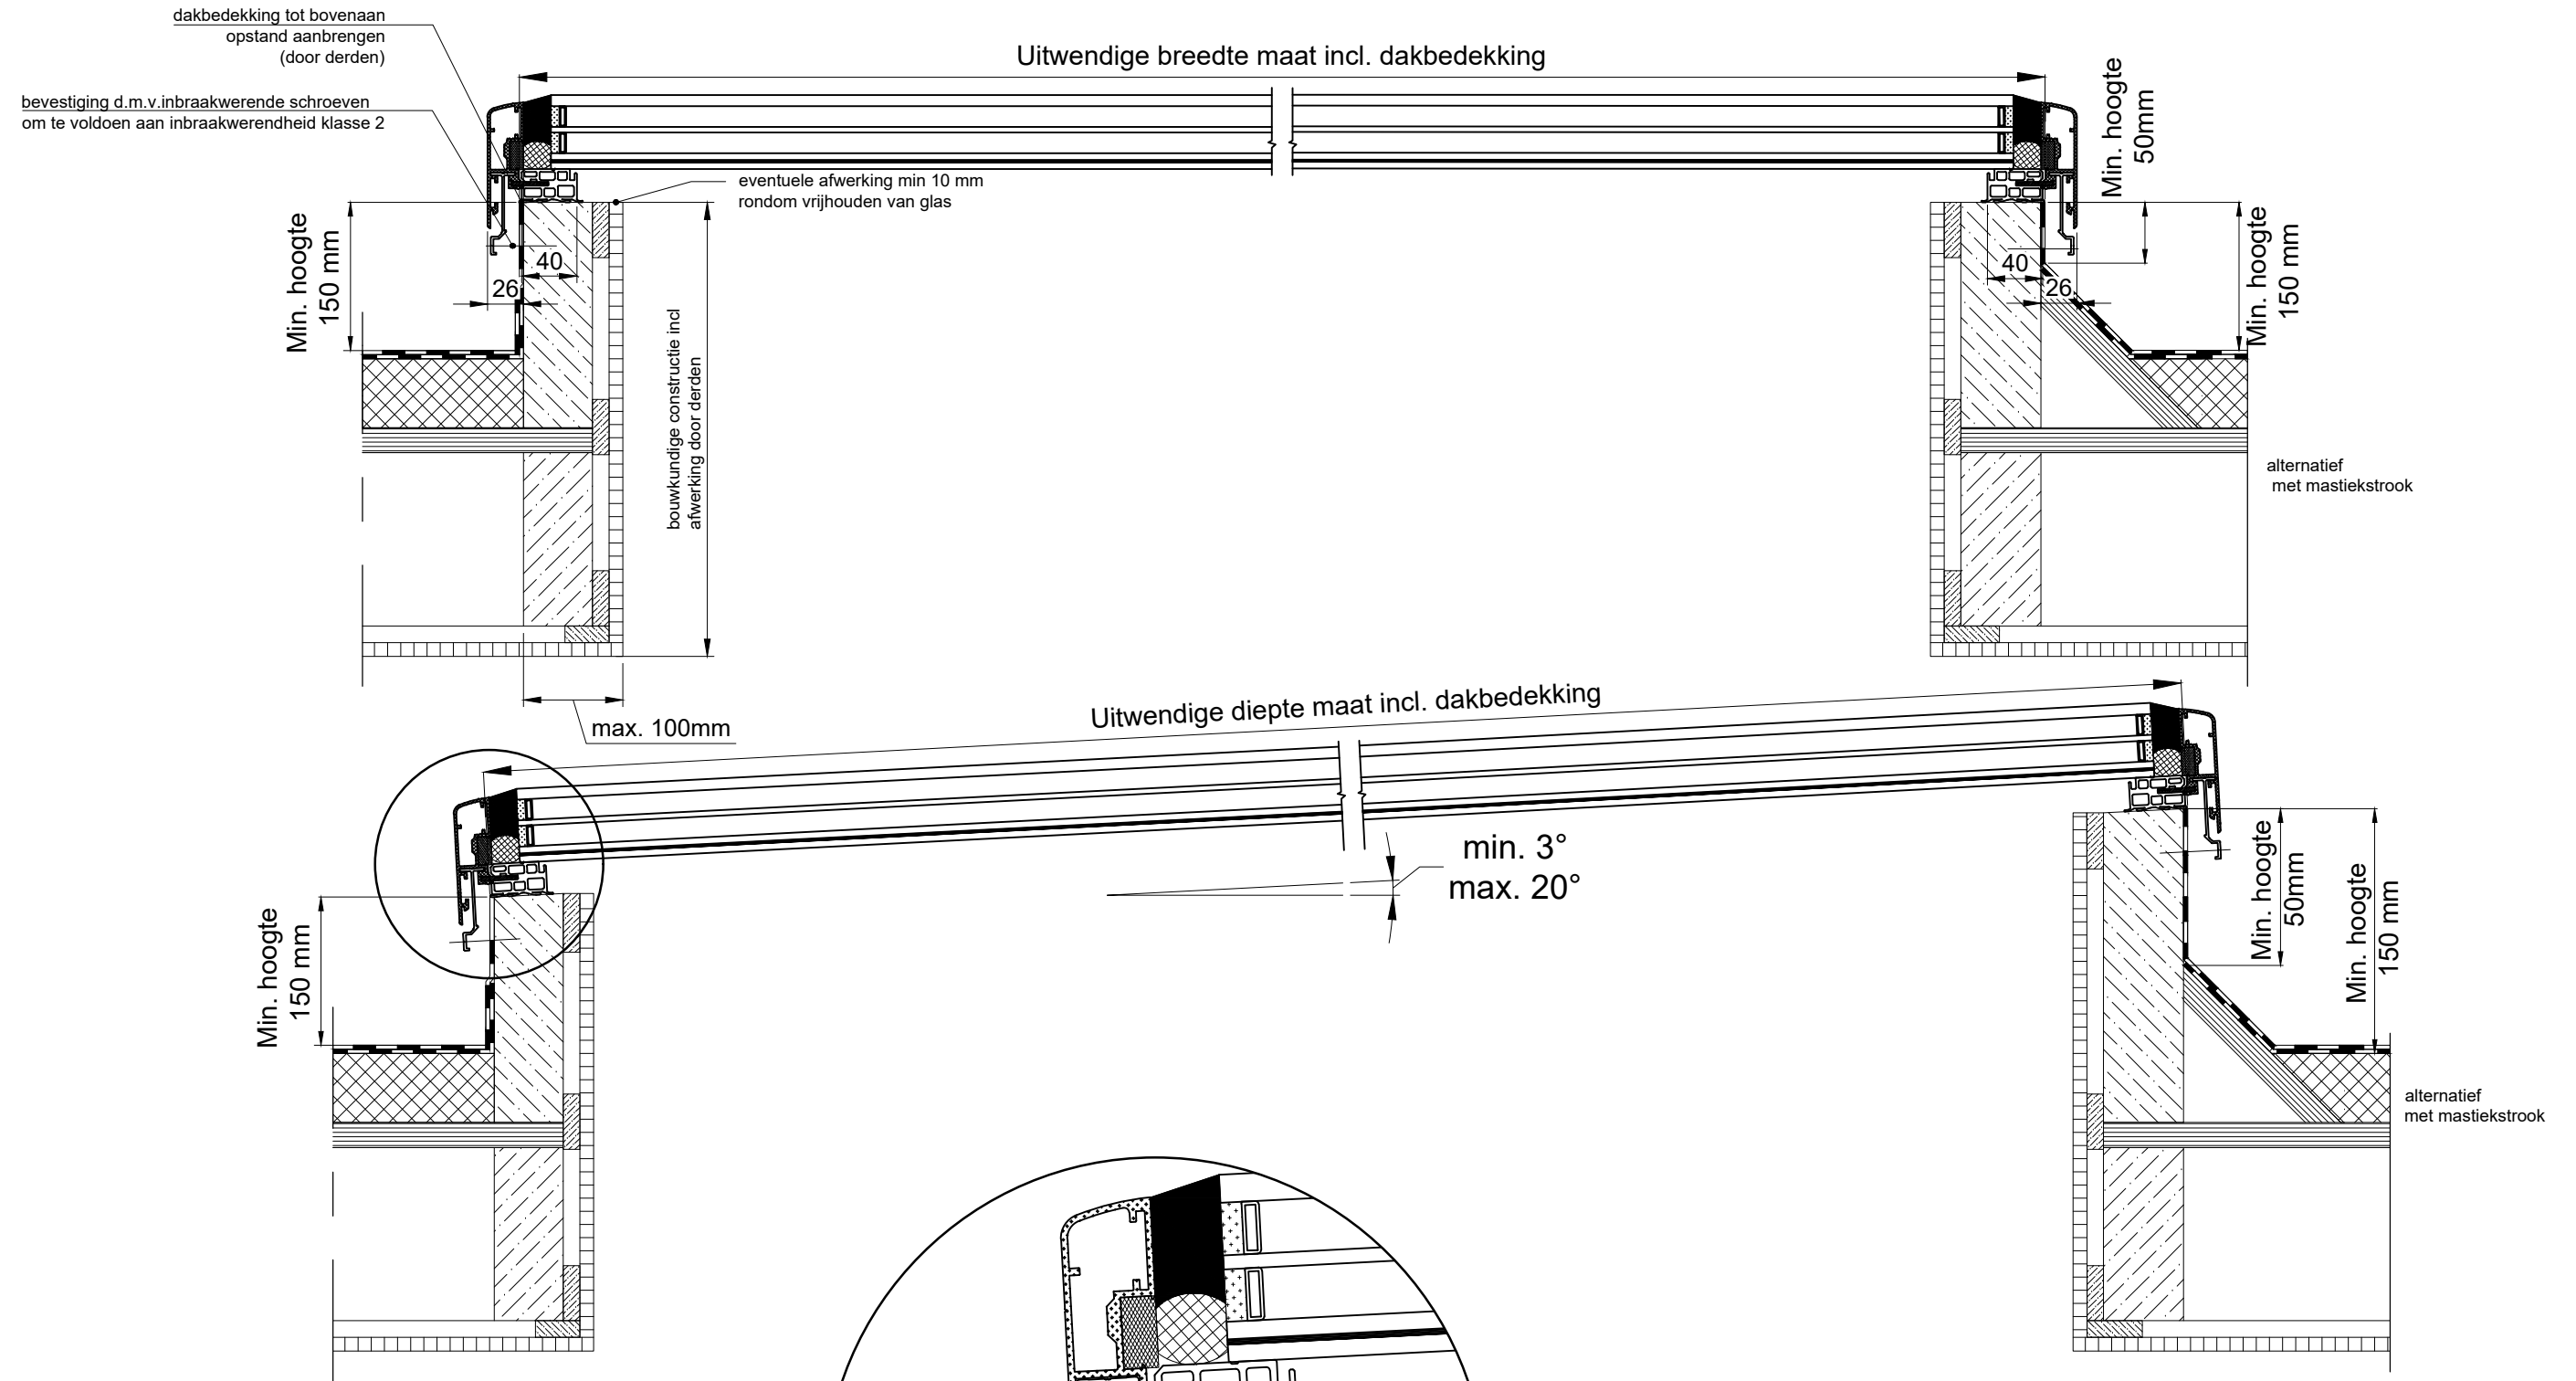 dakbedekking tot bovenaan
opstand aanbrengen
(door derden)
bevestiging d.m.v.inbraakwerende schroeven
om te voldoen aan inbraakwerendheid klasse 2
Uitwendige breedte maat incl. dakbedekking
eventuele afwerking min 10 mm
rondom vrijhouden van glas
Min. hoogte
150 mm
40
26
bouwkundige constructie incl
afwerking door derden
max. 100mm
Min. hoogte
50mm
40
26
Min. hoogte
150 mm
alternatief
met mastiekstrook
Uitwendige diepte maat incl. dakbedekking
min. 3°
max. 20°
Min. hoogte
150 mm
Min. hoogte
50mm
Min. hoogte
150 mm
alternatief
met mastiekstrook